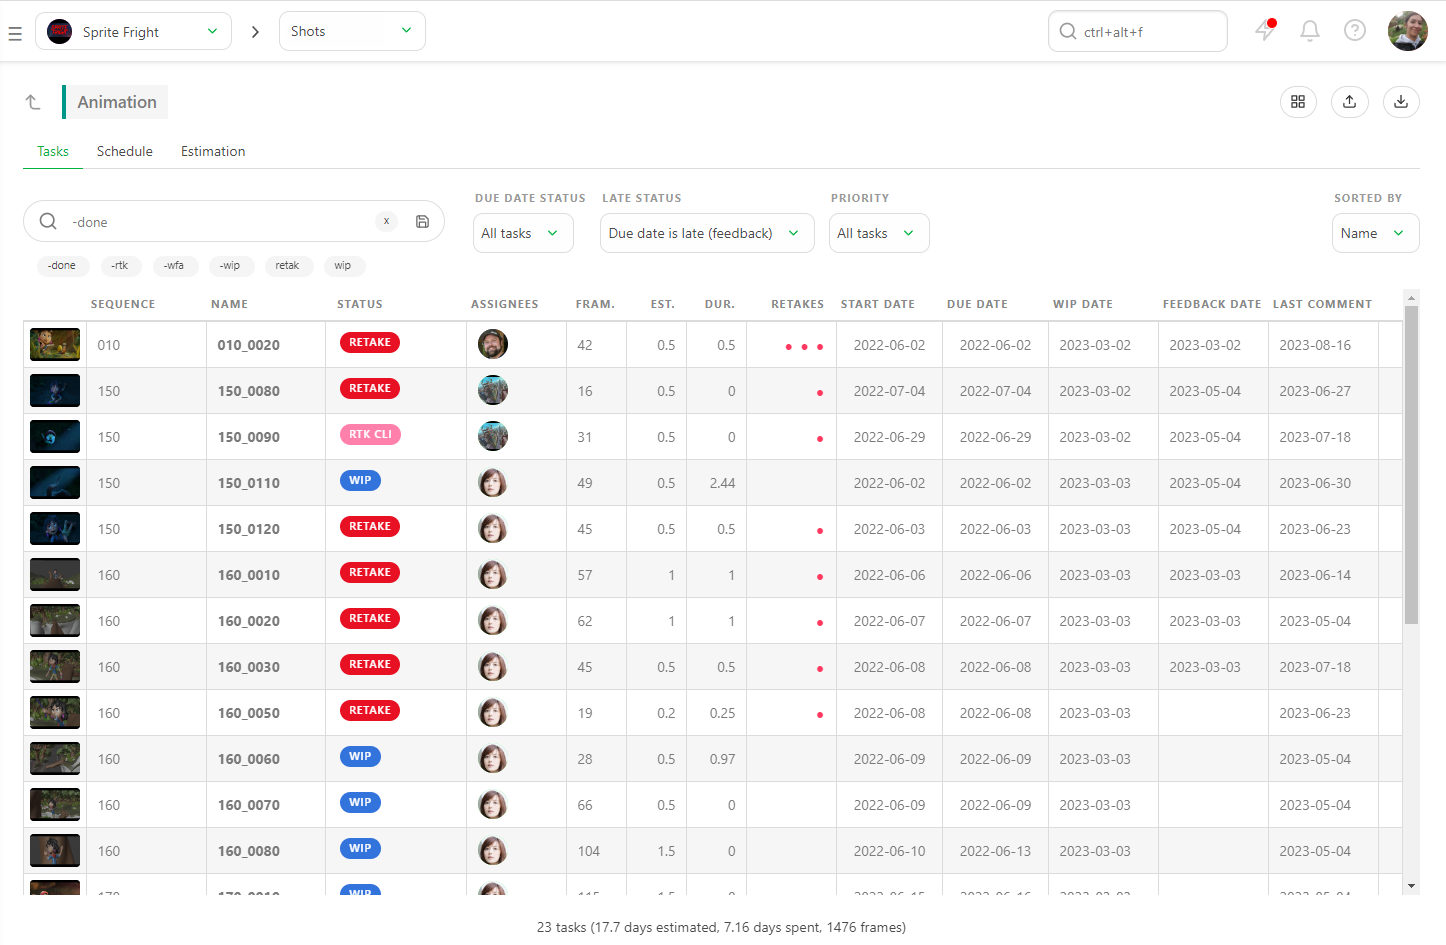 Sprite Fright
Shots
ctrl+alt+f
Animation
Tasks Schedule Estimation
DUE DATE STATUS LATE STATUS PRIORITY SORTED BY
-done x All tasks Due date is late (feedback) All tasks Name
-done -rtk -wfa -wip retak wip
SEQUENCE NAME STATUS ASSIGNEES FRAM. EST. DUR. RETAKES START DATE DUE DATE WIP DATE FEEDBACK DATE LAST COMMENT
010 010_0020 RETAKE 42 0.5 0.5 2022-06-02 2022-06-02 2023-03-02 2023-03-02 2023-08-16
150 150_0080 RETAKE 16 0.5 0 2022-07-04 2022-07-04 2023-03-02 2023-05-04 2023-06-27
150 150_0090 RTK CLI 31 0.5 0 2022-06-29 2022-06-29 2023-03-02 2023-05-04 2023-07-18
150 150_0110 WIP 49 0.5 2.44 2022-06-02 2022-06-02 2023-03-03 2023-05-04 2023-06-30
150 150_0120 RETAKE 45 0.5 0.5 2022-06-03 2022-06-03 2023-03-03 2023-05-04 2023-06-23
160 160_0010 RETAKE 57 1 1 2022-06-06 2022-06-06 2023-03-03 2023-03-03 2023-06-14
160 160_0020 RETAKE 62 1 1 2022-06-07 2022-06-07 2023-03-03 2023-03-03 2023-05-04
160 160_0030 RETAKE 45 0.5 0.5 2022-06-08 2022-06-08 2023-03-03 2023-03-03 2023-07-18
160 160_0050 RETAKE 19 0.2 0.25 2022-06-08 2022-06-08 2023-03-03 2023-06-23
160 160_0060 WIP 28 0.5 0.97 2022-06-09 2022-06-09 2023-03-03 2023-05-04
160 160_0070 WIP 66 0.5 0 2022-06-09 2022-06-09 2023-03-03 2023-05-04
160 160_0080 WIP 104 1.5 0 2022-06-10 2022-06-13 2023-03-03 2023-05-04
WIP
23 tasks (17.7 days estimated, 7.16 days spent, 1476 frames)